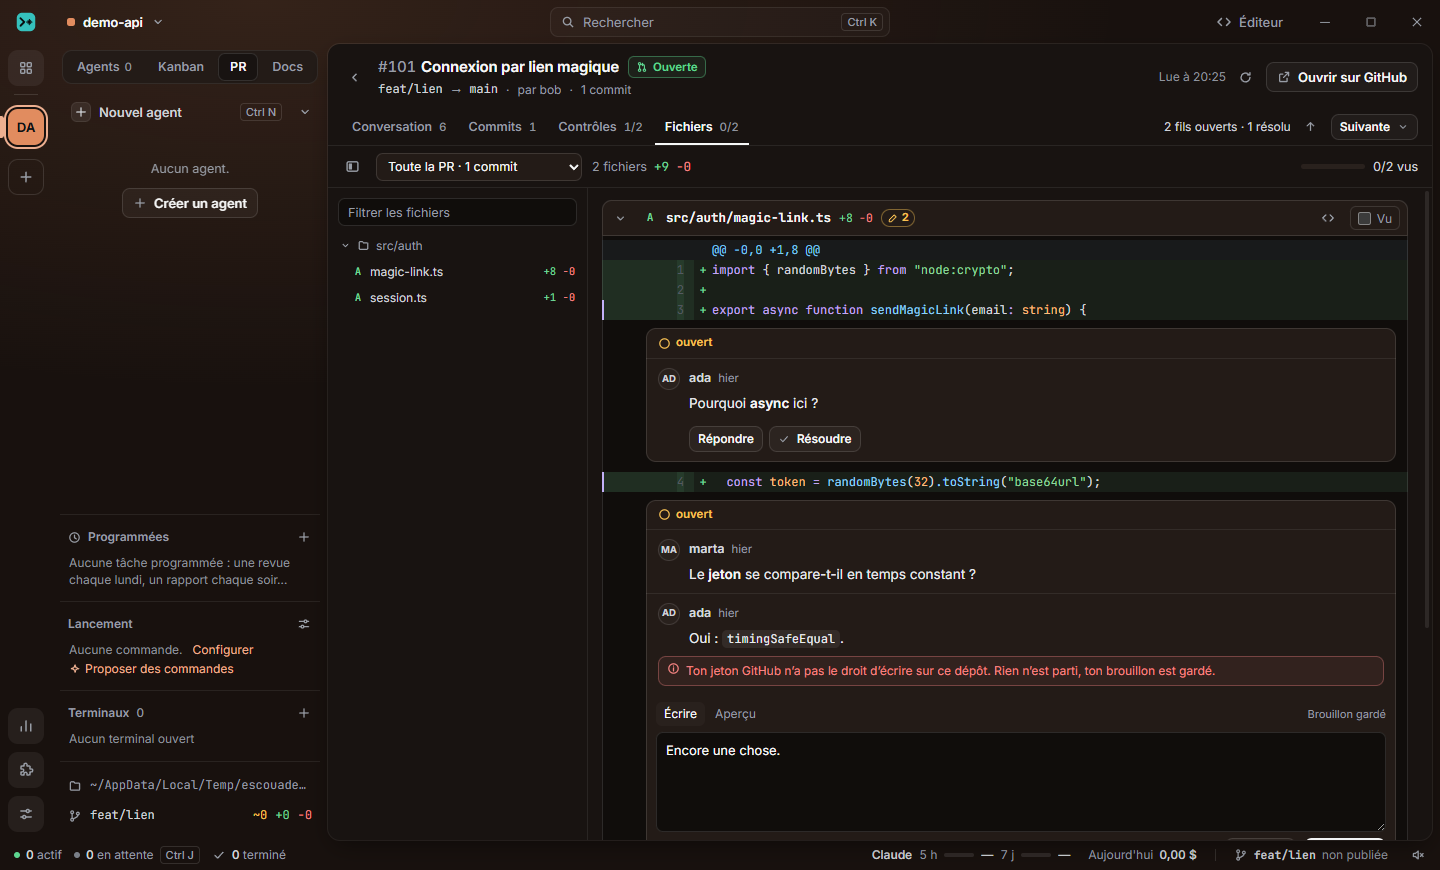 demo-api
Rechercher
Ctrl K
Éditeur
Agents 0
Kanban
PR
Docs
DA
Nouvel agent
Ctrl N
Aucun agent.
Créer un agent
Programmées
Aucune tâche programmée : une revue
chaque lundi, un rapport chaque soir...
Lancement
Aucune commande. Configurer
Proposer des commandes
Terminaux 0
Aucun terminal ouvert
~/AppData/Local/Temp/escouade…
feat/lien ~0 +0 -0
#101 Connexion par lien magique
Ouverte
feat/lien → main · par bob · 1 commit
Lue à 20:25
Ouvrir sur GitHub
Conversation 6
Commits 1
Contrôles 1/2
Fichiers 0/2
2 fils ouverts · 1 résolu
Suivante
Toute la PR · 1 commit
2 fichiers +9 -0
0/2 vus
Filtrer les fichiers
src/auth
A magic-link.ts +8 -0
A session.ts +1 -0
A src/auth/magic-link.ts +8 -0
2
Vu
@@ -0,0 +1,8 @@
1 + import { randomBytes } from "node:crypto";
2 +
3 + export async function sendMagicLink(email: string) {
ouvert
AD ada hier
Pourquoi async ici ?
Répondre
Résoudre
4 + const token = randomBytes(32).toString("base64url");
ouvert
MA marta hier
Le jeton se compare-t-il en temps constant ?
AD ada hier
Oui : timingSafeEqual.
Ton jeton GitHub n’a pas le droit d’écrire sur ce dépôt. Rien n’est parti, ton brouillon est gardé.
Écrire
Aperçu
Brouillon gardé
Encore une chose.
0 actif
0 en attente
Ctrl J
0 terminé
Claude 5 h — 7 j —
Aujourd'hui 0,00 $
feat/lien non publiée